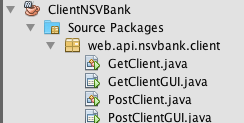 ClientNSVBank
Source Packages
web.api.nsvbank.client
GetClient.java
GetClientGUI.java
PostClient.java
PostClientGUI.java